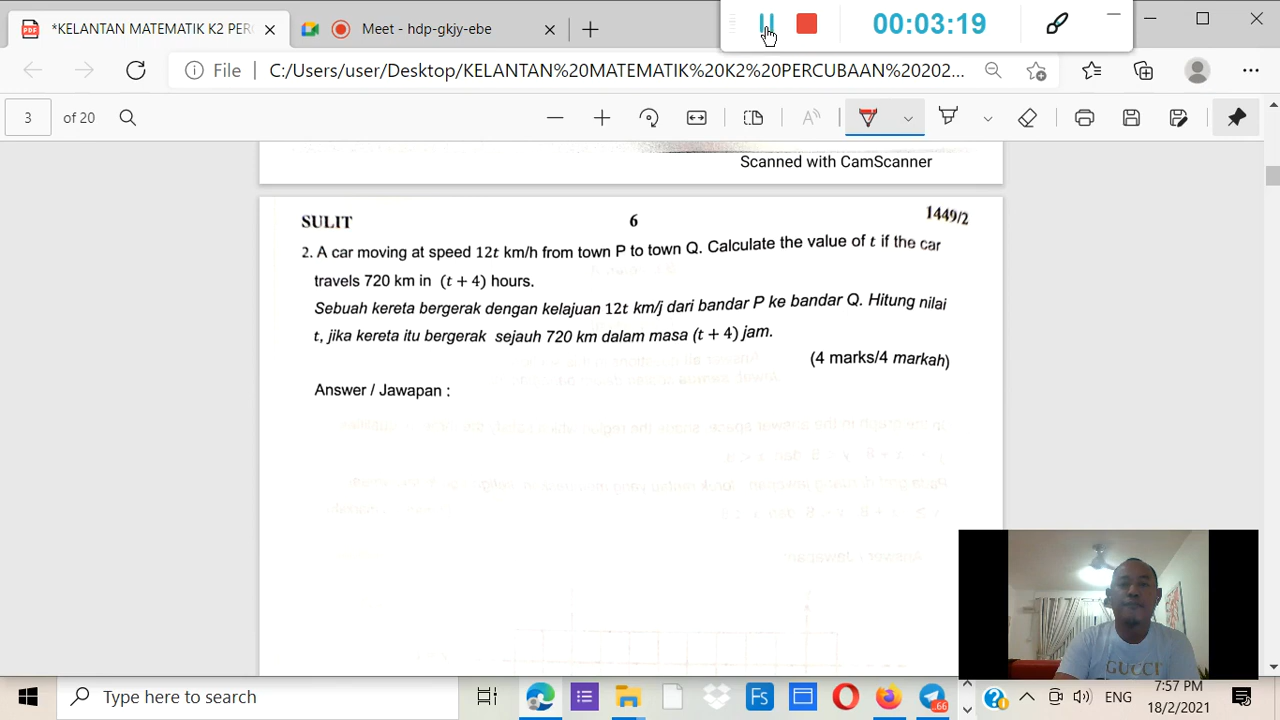 *KELANTAN MATEMATIK K2 PERC
Meet - hdp-gkjy-ebe
00:03:19
File
C:/Users/user/Desktop/KELANTAN%20MATEMATIK%20K2%20PERCUBAAN%20202...
3 of 20
Scanned with CamScanner
SULIT 6 1449/2
2. A car moving at speed 12t km/h from town P to town Q. Calculate the value of t if the car
travels 720 km in (t + 4) hours.
Sebuah kereta bergerak dengan kelajuan 12t km/j dari bandar P ke bandar Q. Hitung nilai
t, jika kereta itu bergerak sejauh 720 km dalam masa (t + 4) jam.
(4 marks/4 markah)
Answer / Jawapan :
GUCCI
Type here to search
Fs
66
ENG
7:57 PM
18/2/2021